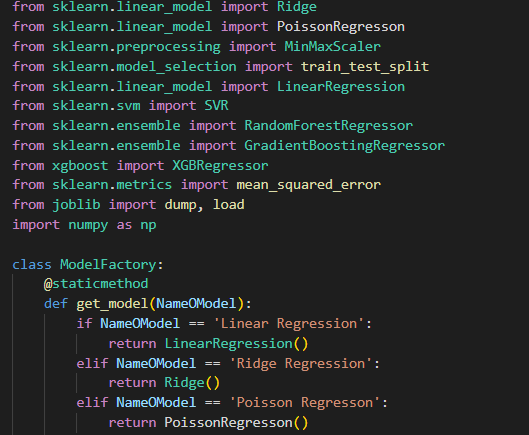 from sklearn.linear_model import Ridge
from sklearn.linear_model import PoissonRegresson
from sklearn.preprocessing import MinMaxScaler
from sklearn.model_selection import train_test_split
from sklearn.linear_model import LinearRegression
from sklearn.svm import SVR
from sklearn.ensemble import RandomForestRegressor
from sklearn.ensemble import GradientBoostingRegressor
from xgboost import XGBRegressor
from sklearn.metrics import mean_squared_error
from joblib import dump, load
import numpy as np
class ModelFactory:
@staticmethod
def get_model(NameOModel):
if NameOModel == 'Linear Regression':
return LinearRegression()
elif NameOModel == 'Ridge Regression':
return Ridge()
elif NameOModel == 'Poisson Regresson':
return PoissonRegresson()